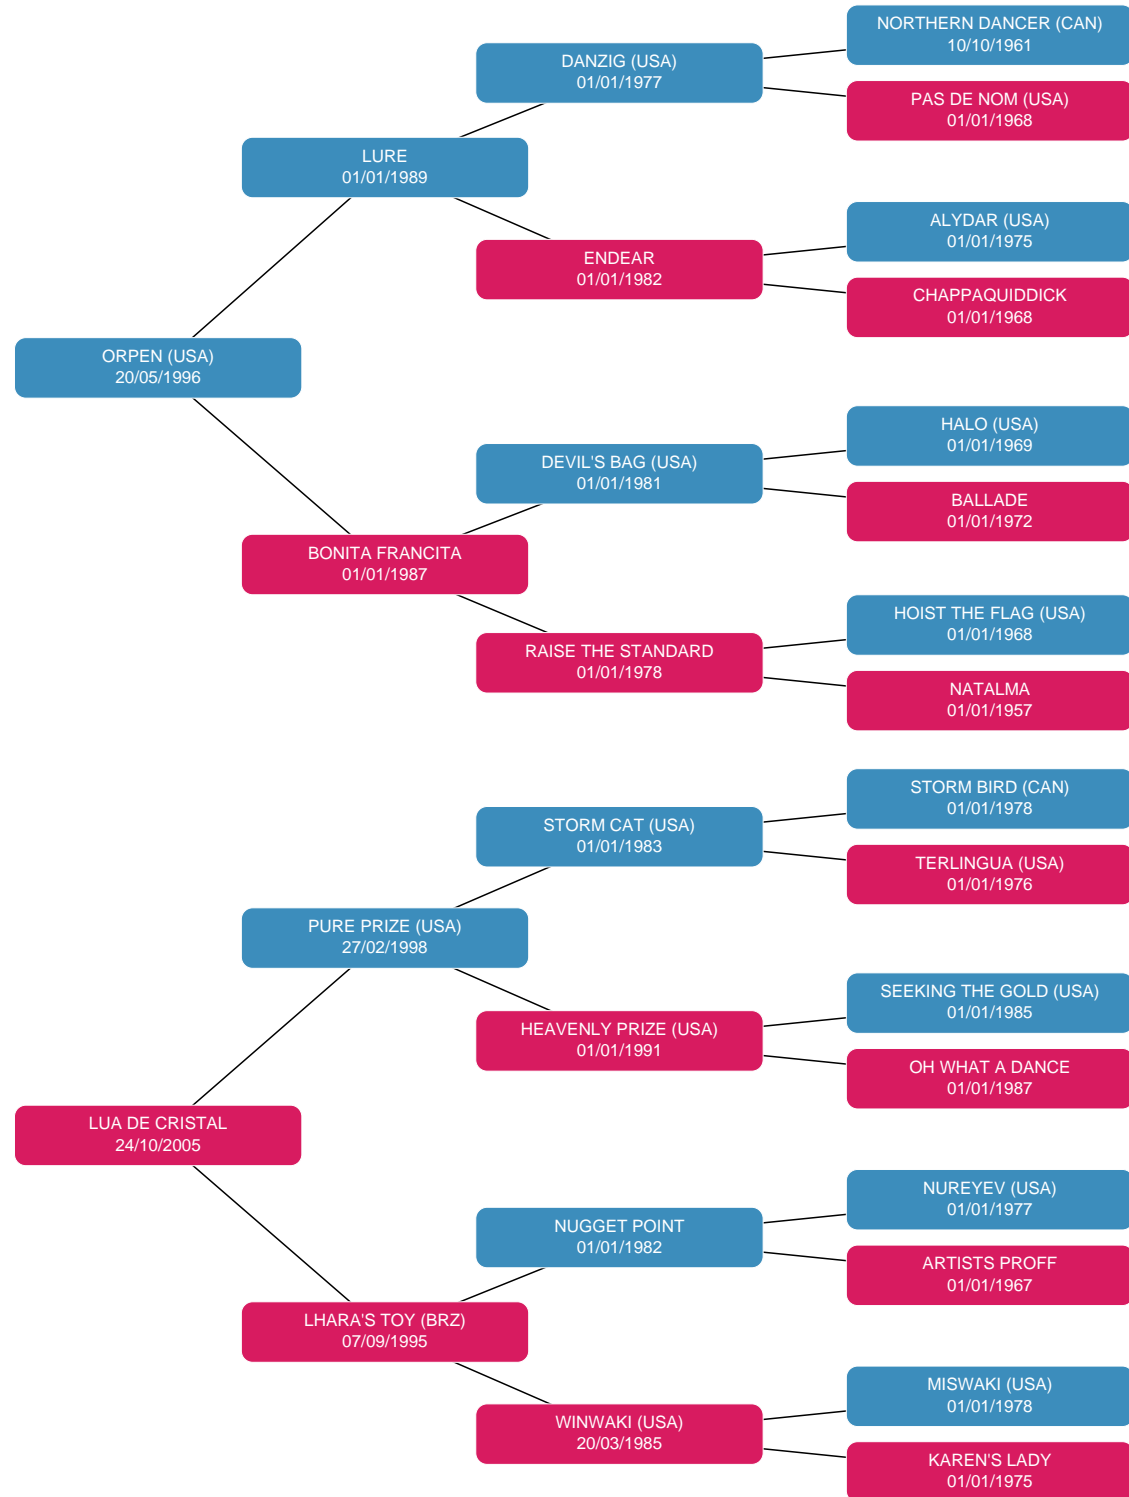 NORTHERN DANCER (CAN)
10/10/1961
DANZIG (USA)
01/01/1977
PAS DE NOM (USA)
01/01/1968
LURE
01/01/1989
ALYDAR (USA)
01/01/1975
ENDEAR
01/01/1982
CHAPPAQUIDDICK
01/01/1968
ORPEN (USA)
20/05/1996
HALO (USA)
01/01/1969
DEVIL'S BAG (USA)
01/01/1981
BALLADE
01/01/1972
BONITA FRANCITA
01/01/1987
HOIST THE FLAG (USA)
01/01/1968
RAISE THE STANDARD
01/01/1978
NATALMA
01/01/1957
STORM BIRD (CAN)
01/01/1978
STORM CAT (USA)
01/01/1983
TERLINGUA (USA)
01/01/1976
PURE PRIZE (USA)
27/02/1998
SEEKING THE GOLD (USA)
01/01/1985
HEAVENLY PRIZE (USA)
01/01/1991
OH WHAT A DANCE
01/01/1987
LUA DE CRISTAL
24/10/2005
NUREYEV (USA)
01/01/1977
NUGGET POINT
01/01/1982
ARTISTS PROFF
01/01/1967
LHARA'S TOY (BRZ)
07/09/1995
MISWAKI (USA)
01/01/1978
WINWAKI (USA)
20/03/1985
KAREN'S LADY
01/01/1975